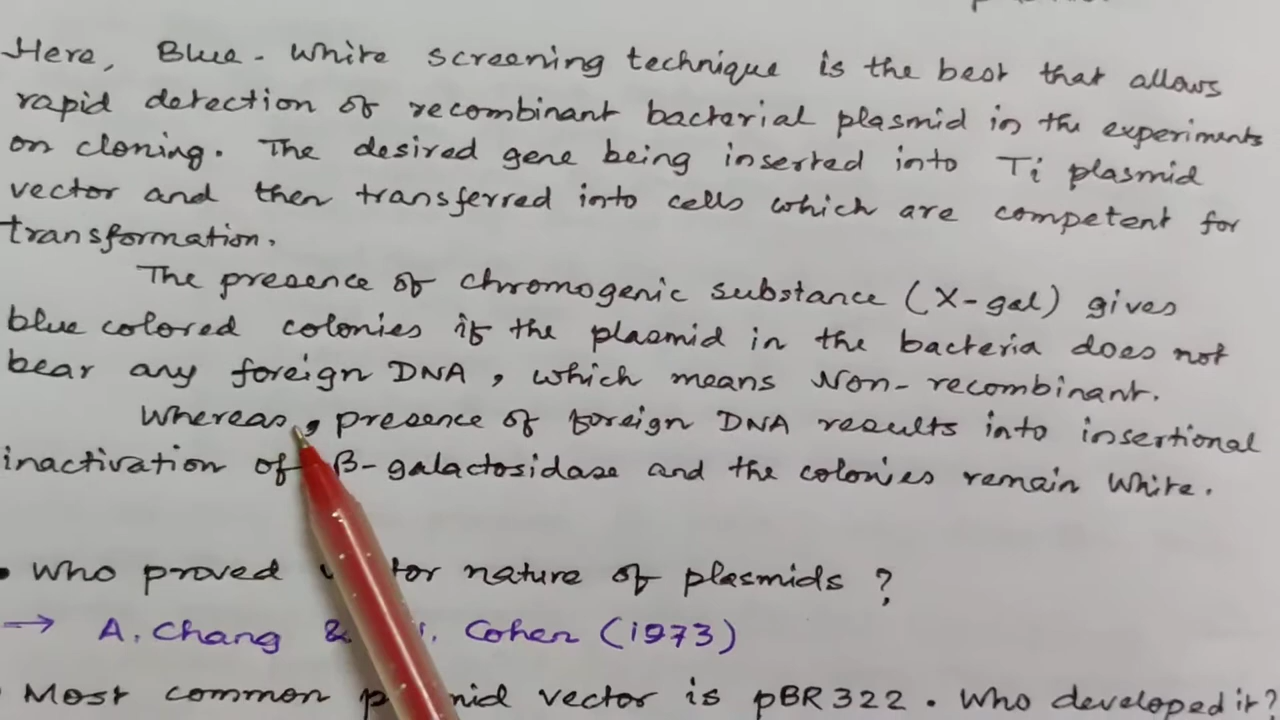 Here, Blue-White screening technique is the best that allows
rapid detection of recombinant bacterial plasmid in the experiments
on cloning. The desired gene being inserted into Ti plasmid
vector and then transferred into cells which are competent for
transformation.
The presence of chromogenic substance (X-gal) gives
blue colored colonies if the plasmid in the bacteria does not
bear any foreign DNA, which means Non-recombinant.
Whereas, presence of foreign DNA results into insertional
inactivation of β-galactosidase and the colonies remain White.
• Who proved nature of plasmids ?
→ A. Chang & Cohen (1973)
Most common vector is pBR322. Who developed it?